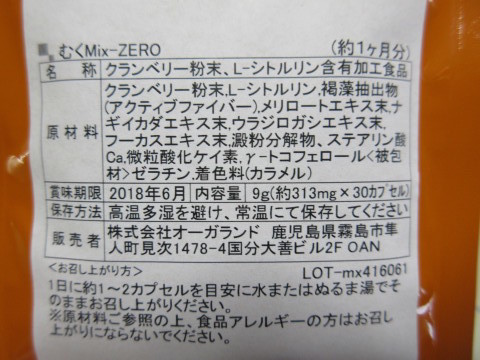 むくMix-ZERO (約1ヶ月分)
名 称 クランベリー粉末、L-シトルリン含有加工食品
原材料 クランベリー粉末,L-シトルリン,褐藻抽出物
(アクティブファイバー),メリロートエキス末,ナ
ギイカダエキス末,ウラジロガシエキス末,
フーカスエキス末,澱粉分解物、ステアリン酸
Ca,微粒酸化ケイ素,γ-トコフェロール<被包
材>ゼラチン,着色料(カラメル)
賞味期限 2018年6月 内容量 9g(約313mg×30カプセル)
保存方法 高温多湿を避け、常温にて保存してください
販売者 株式会社オーガランド 鹿児島県霧島市隼
人町見次1478-4国分大善ビル2F OAN
<お召し上がり方> LOT-mx416061
1日に約1~2カプセルを目安に水またはぬるま湯でそ
のままお召し上がりください。
※原材料ご参照の上、食品アレルギーの方はお召し
上がりにならないでください。